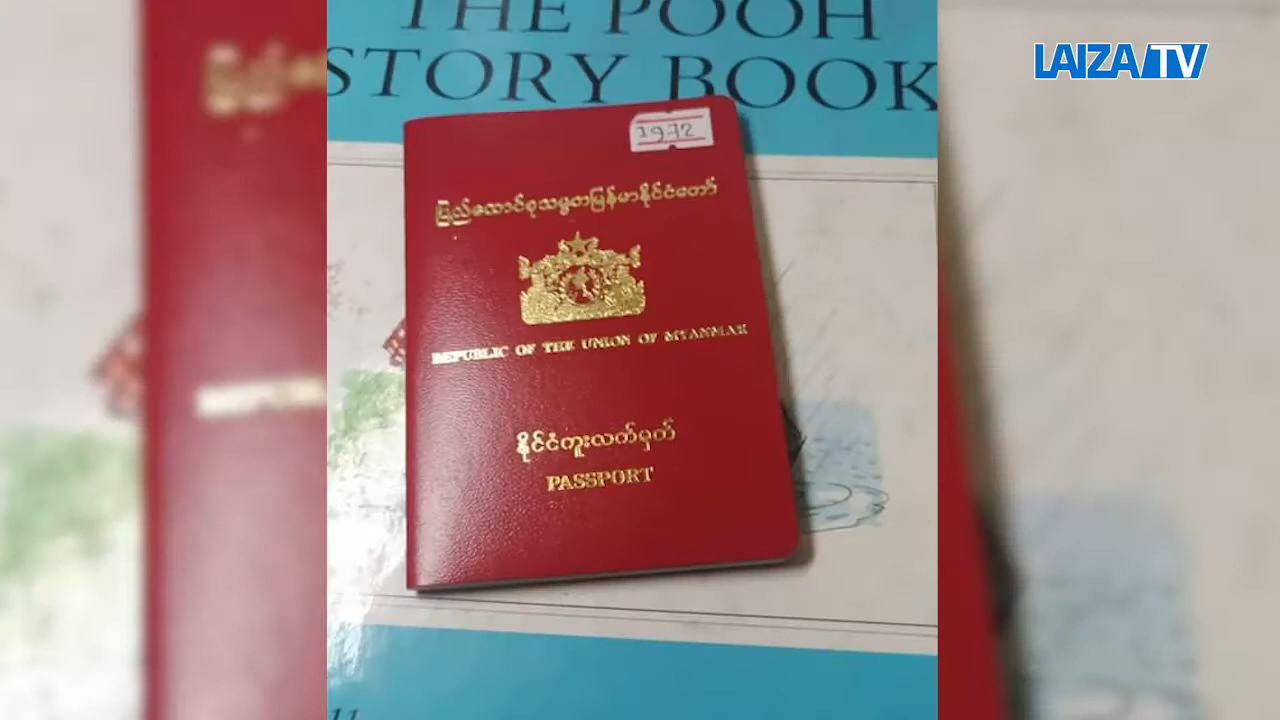 THE POOH
STORY BOOK
LAIZA TV
1972
ပြည်ထောင်စုသမ္မတမြန်မာနိုင်ငံတော်
REPUBLIC OF THE UNION OF MYANMAR
နိုင်ငံကူးလက်မှတ်
PASSPORT